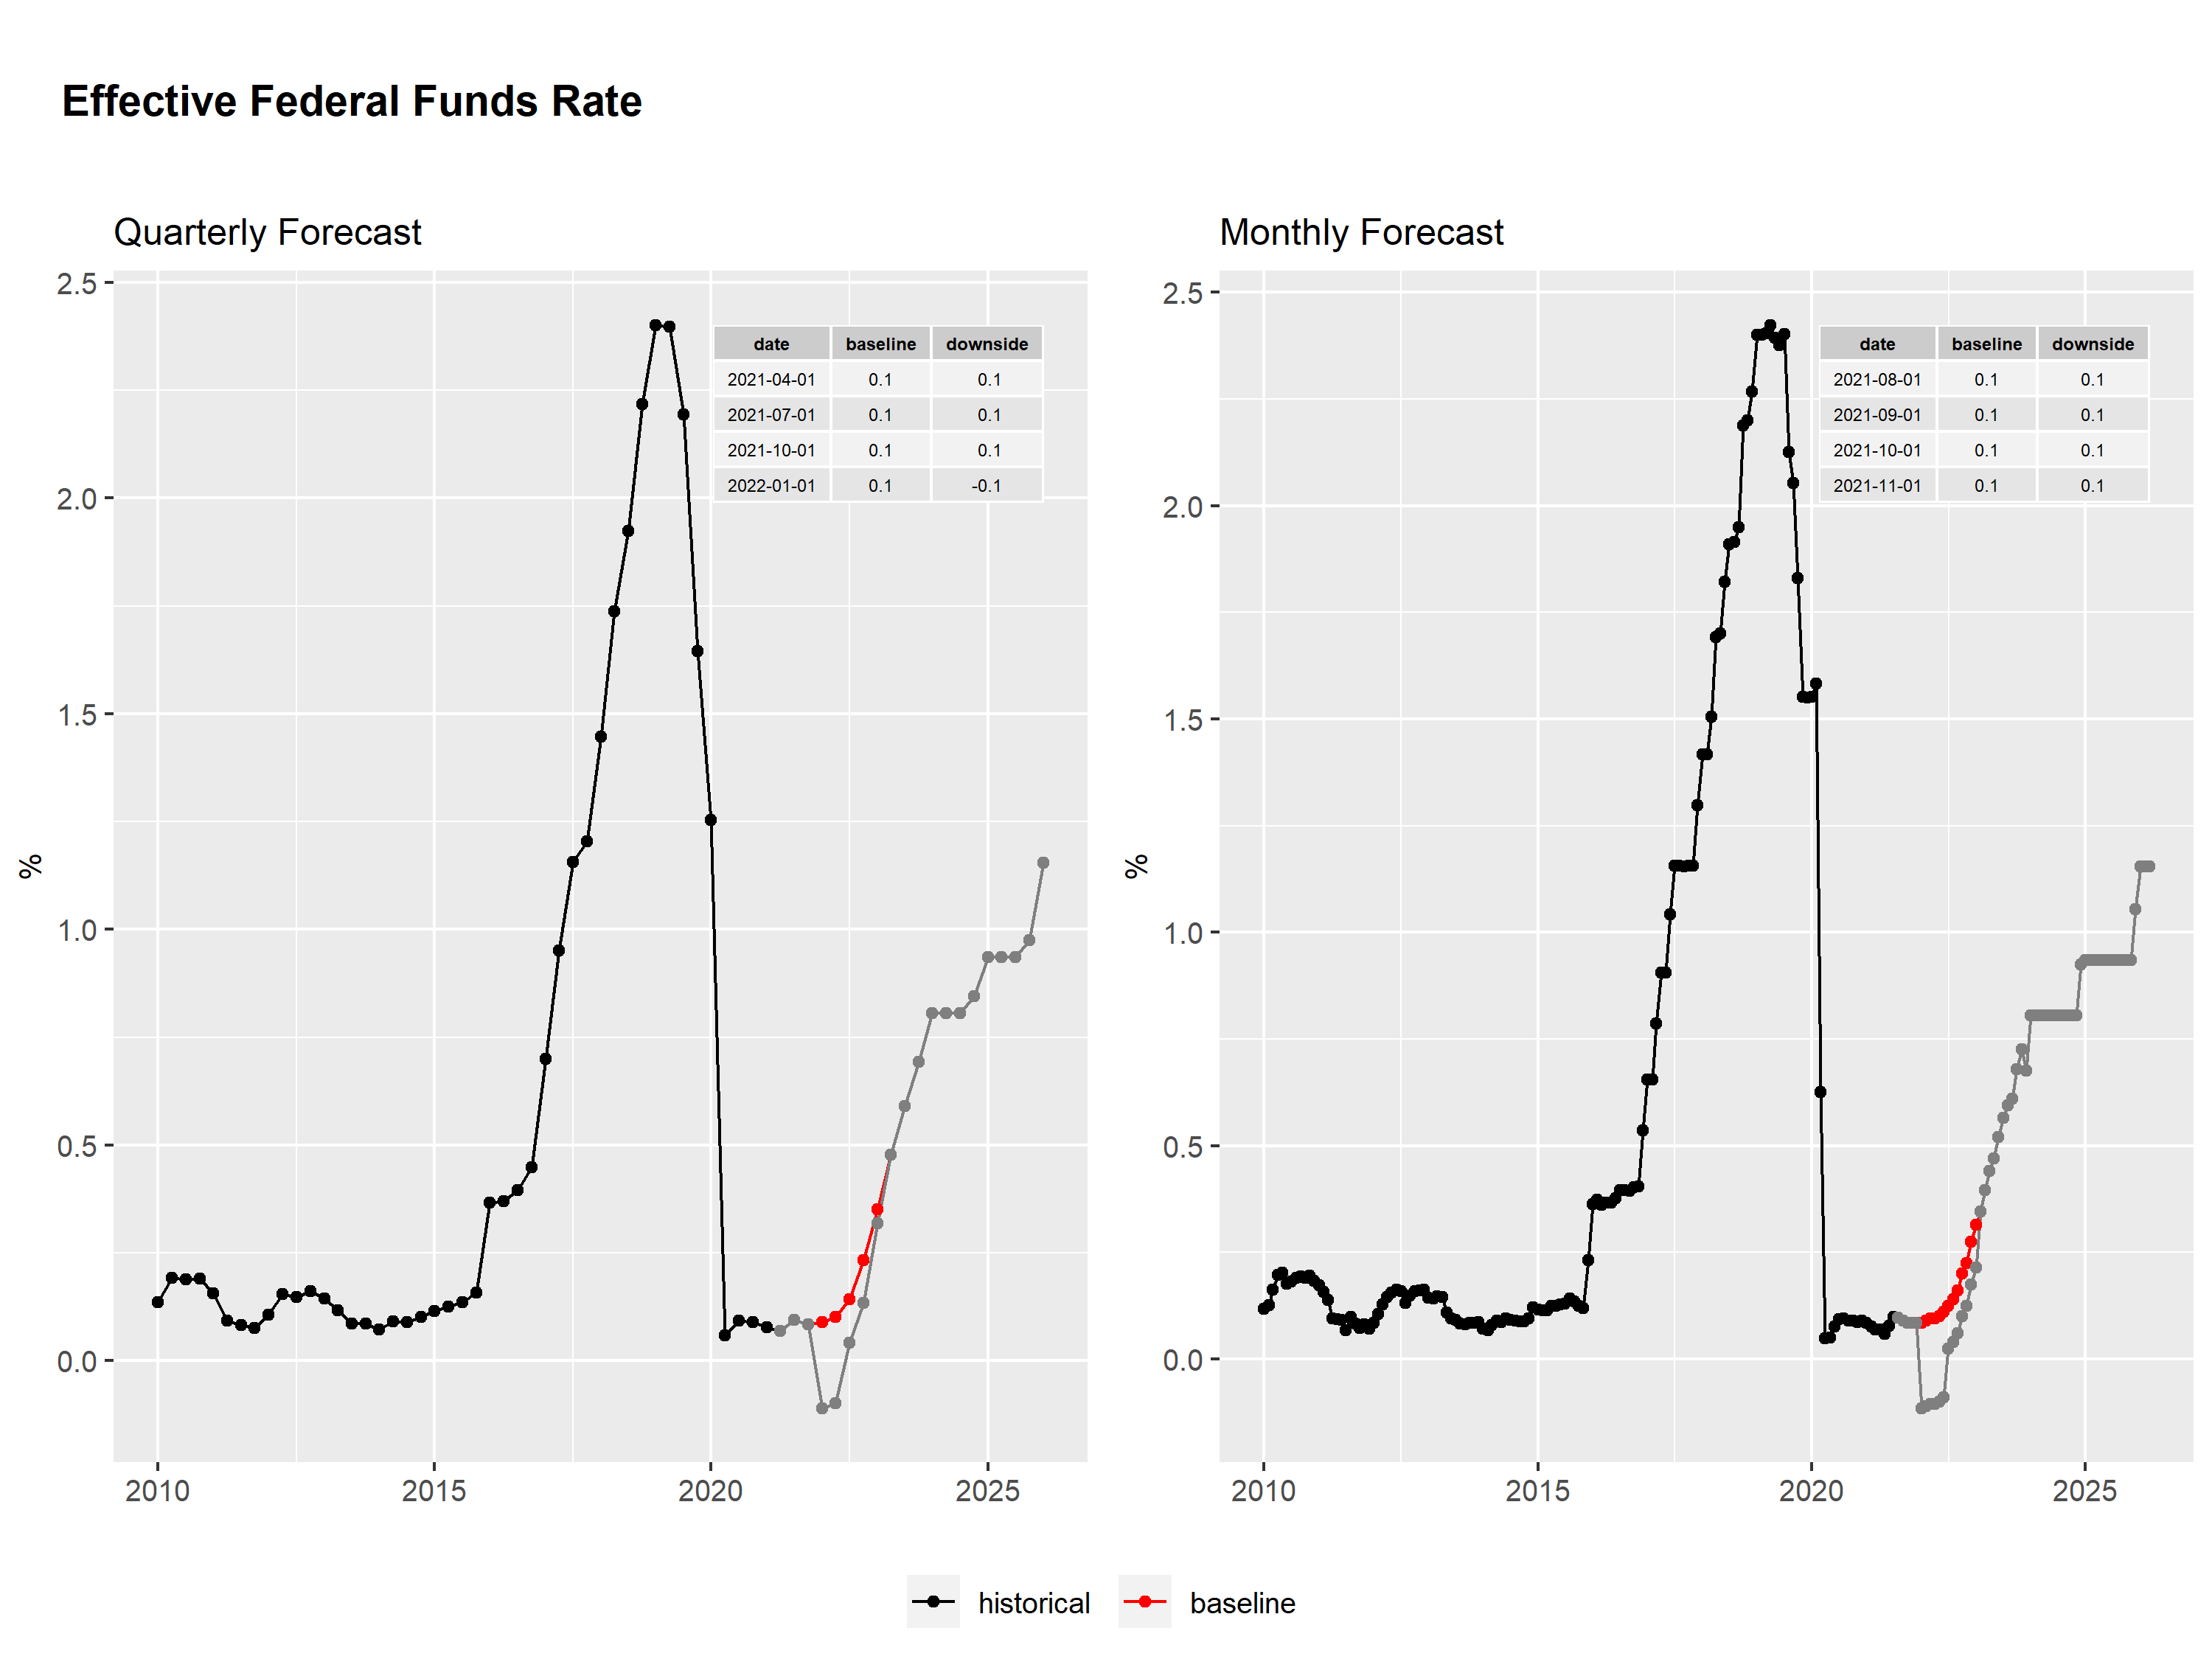 Effective Federal Funds Rate
Quarterly Forecast
2.5
2.0
1.5
1.0
0.5
0.0
%
date baseline downside
2021-04-01 0.1 0.1
2021-07-01 0.1 0.1
2021-10-01 0.1 0.1
2022-01-01 0.1 -0.1
2010 2015 2020 2025
Monthly Forecast
2.5
2.0
1.5
1.0
0.5
0.0
%
date baseline downside
2021-08-01 0.1 0.1
2021-09-01 0.1 0.1
2021-10-01 0.1 0.1
2021-11-01 0.1 0.1
2010 2015 2020 2025
historical baseline